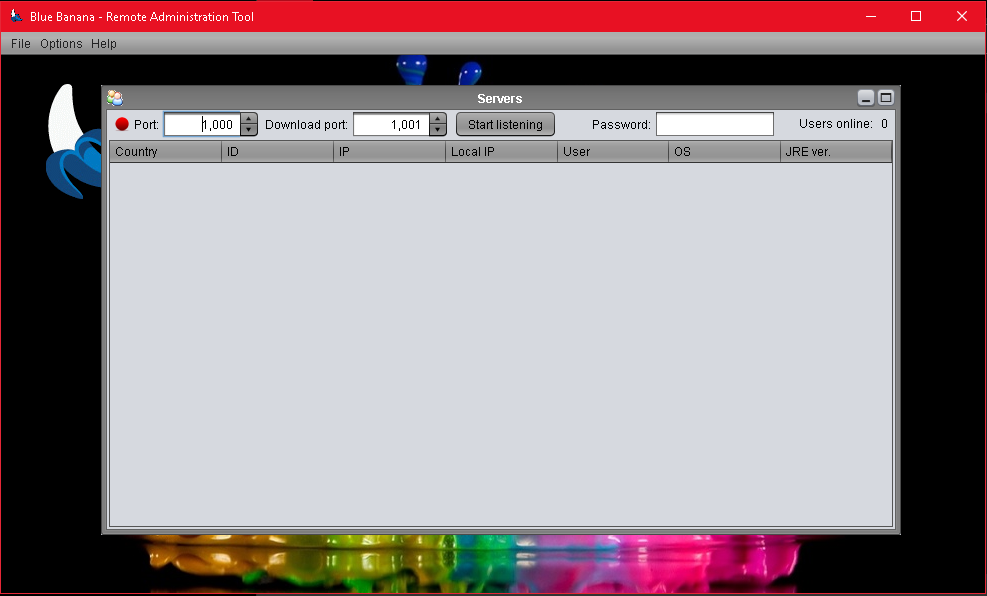 Blue Banana - Remote Administration Tool
File Options Help
Servers
Port: 1,000 Download port: 1,001 Start listening Password: Users online: 0
Country ID IP Local IP User OS JRE ver.